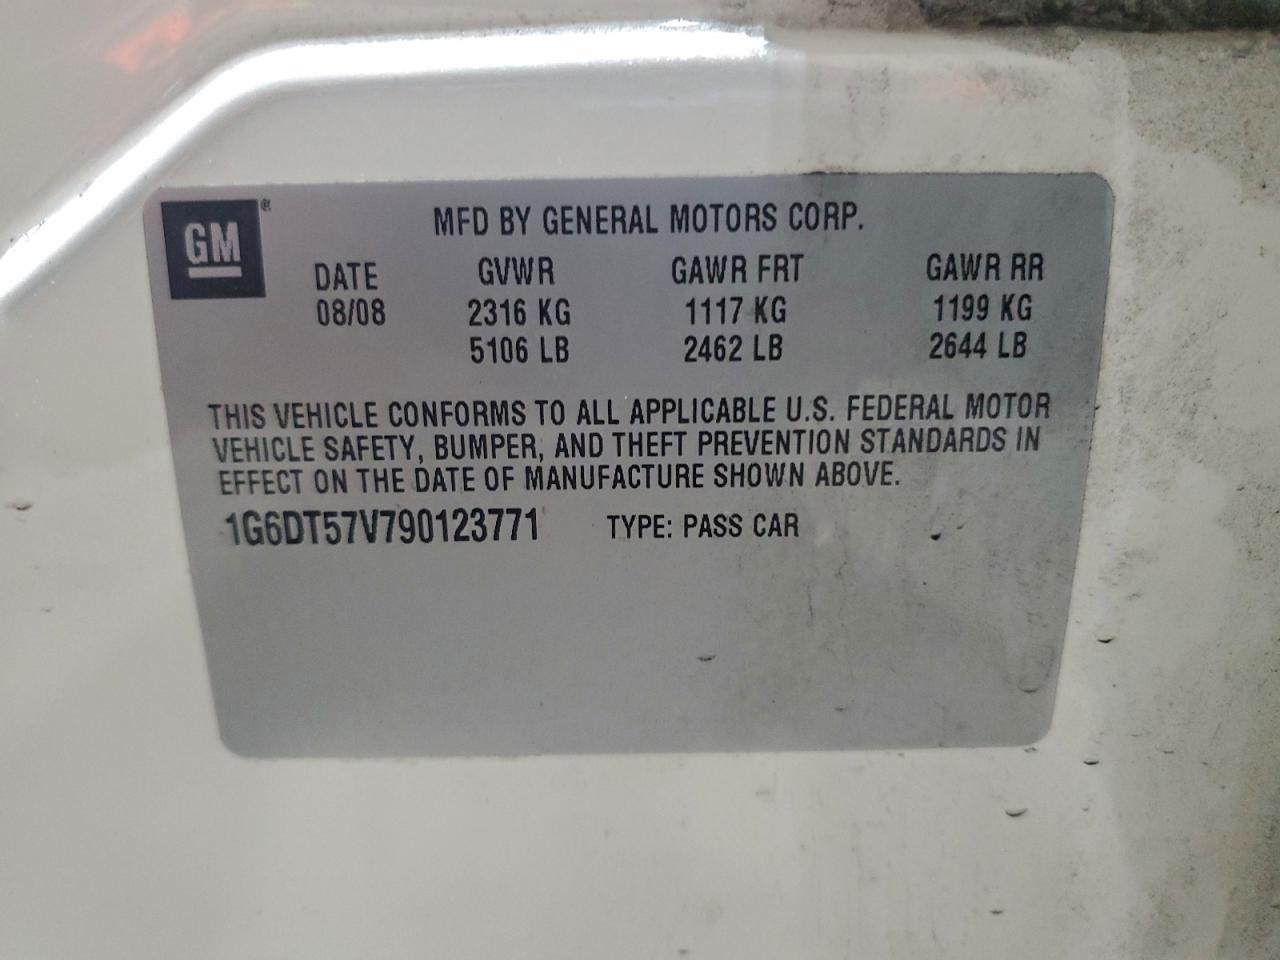 GM®
MFD BY GENERAL MOTORS CORP.
DATE GVWR GAWR FRT GAWR RR
08/08 2316 KG 1117 KG 1199 KG
5106 LB 2462 LB 2644 LB
THIS VEHICLE CONFORMS TO ALL APPLICABLE U.S. FEDERAL MOTOR
VEHICLE SAFETY, BUMPER, AND THEFT PREVENTION STANDARDS IN
EFFECT ON THE DATE OF MANUFACTURE SHOWN ABOVE.
1G6DT57V790123771 TYPE: PASS CAR